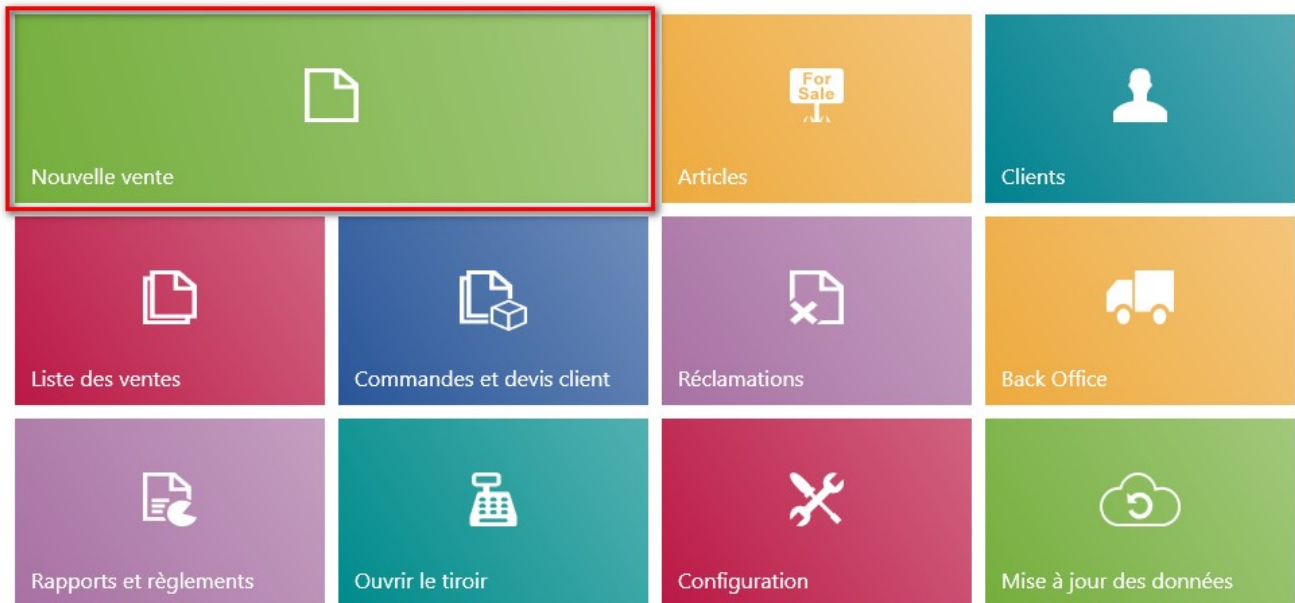 For
Sale
Nouvelle vente
Articles
Clients
Liste des ventes
Commandes et devis client
Réclamations
Back Office
Rapports et règlements
Ouvrir le tiroir
Configuration
Mise à jour des données